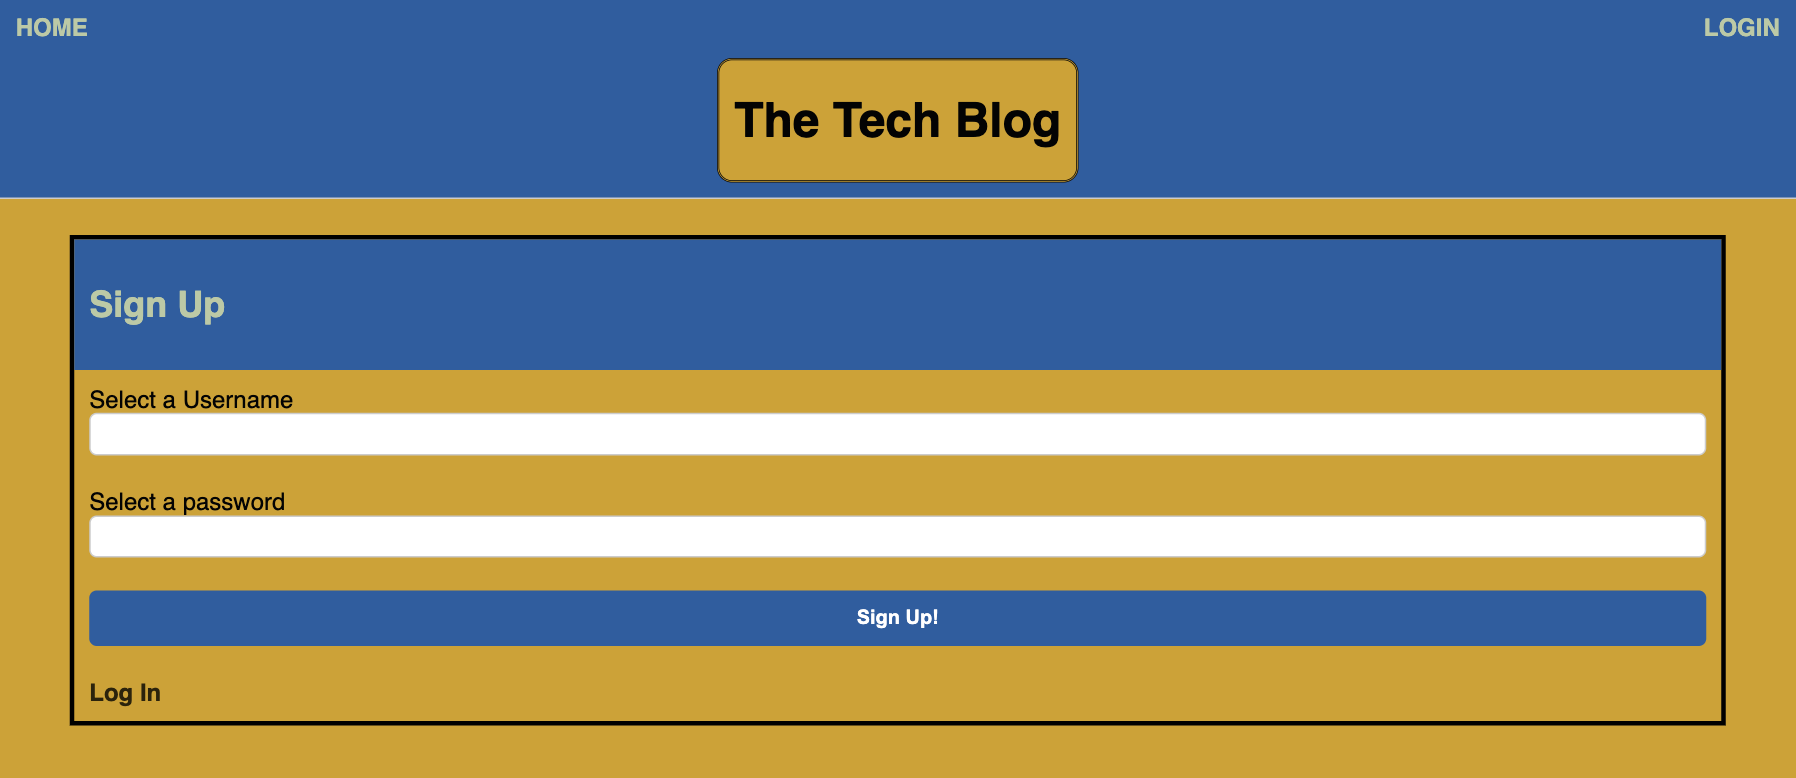 HOME
LOGIN
The Tech Blog
Sign Up
Select a Username
Select a password
Sign Up!
Log In